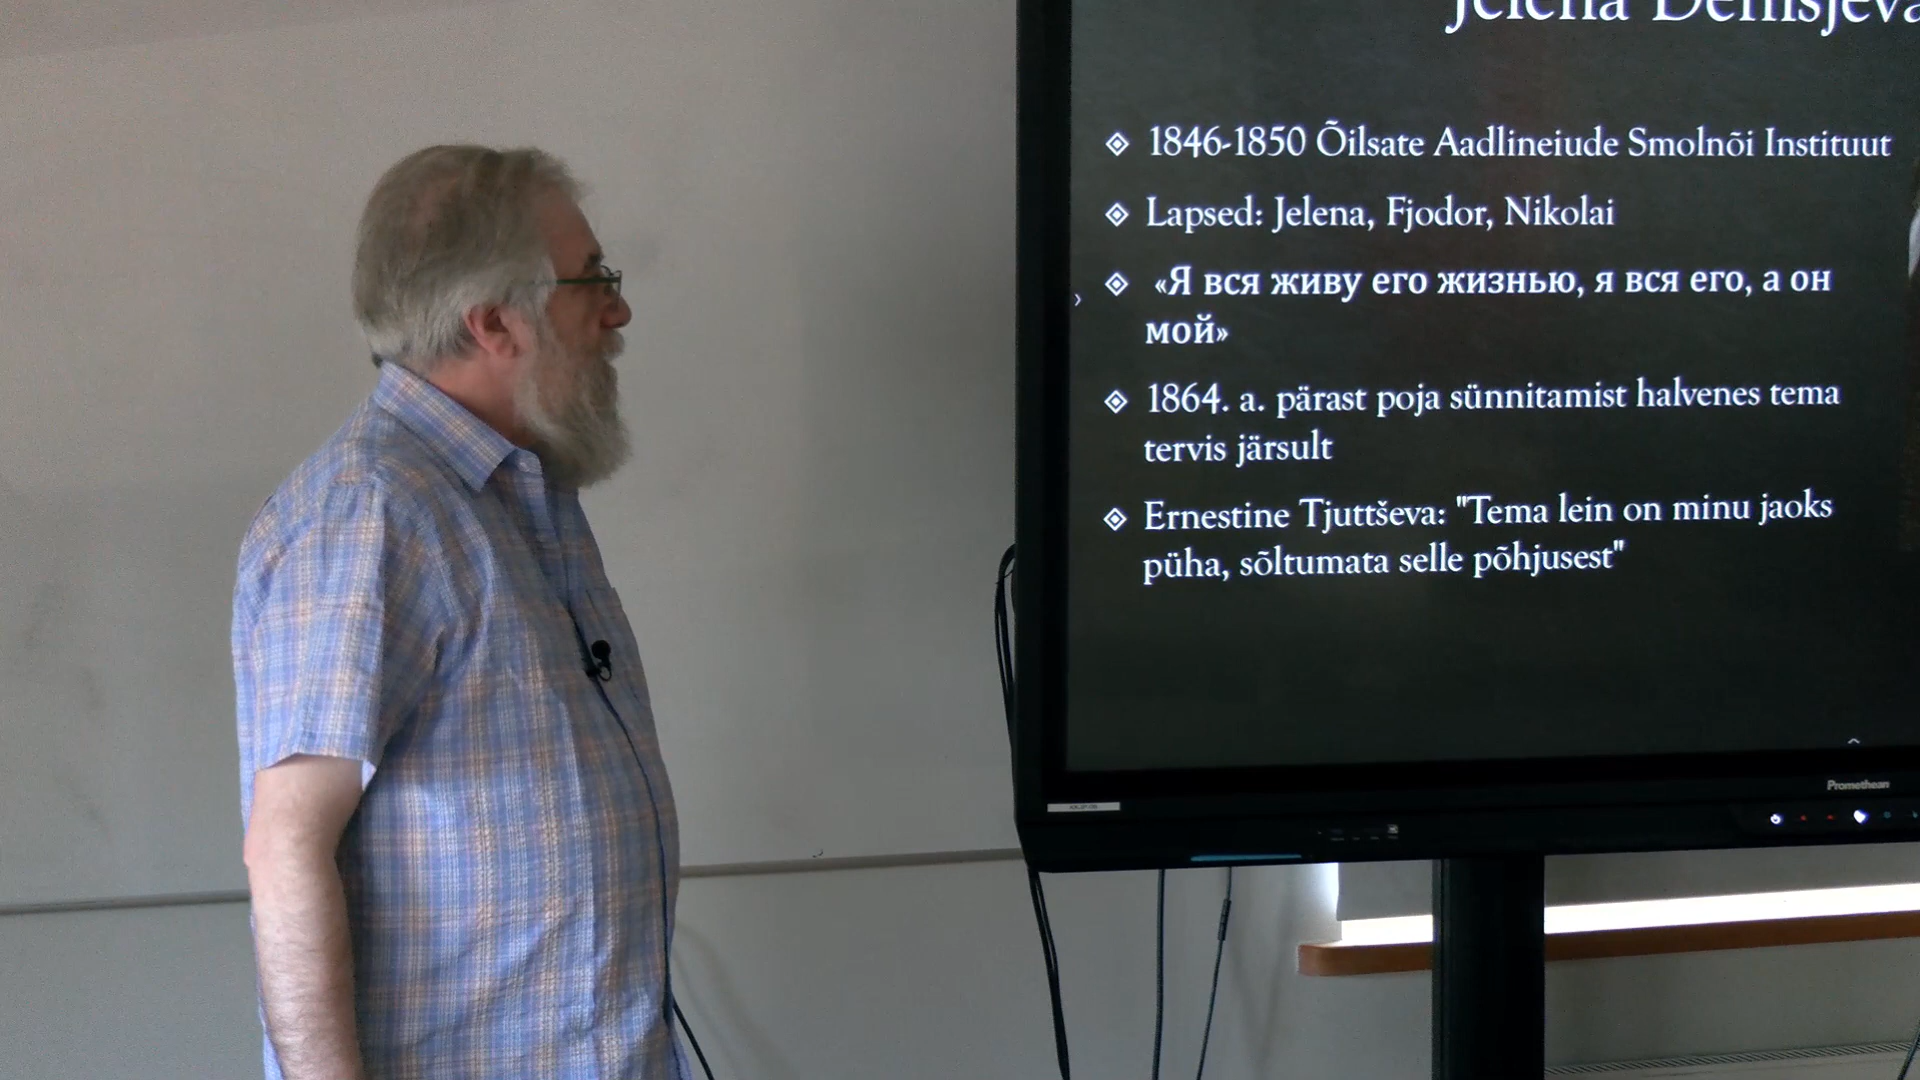 Jelena Denisjeva
1846-1850 Õilsate Aadlineiude Smolnõi Instituut
Lapsed: Jelena, Fjodor, Nikolai
«Я вся живу его жизнью, я вся его, а он
мой»
1864. a. pärast poja sünnitamist halvenes tema
tervis järsult
Ernestine Tjuttševa: "Tema lein on minu jaoks
püha, sõltumata selle põhjusest"
Promethean